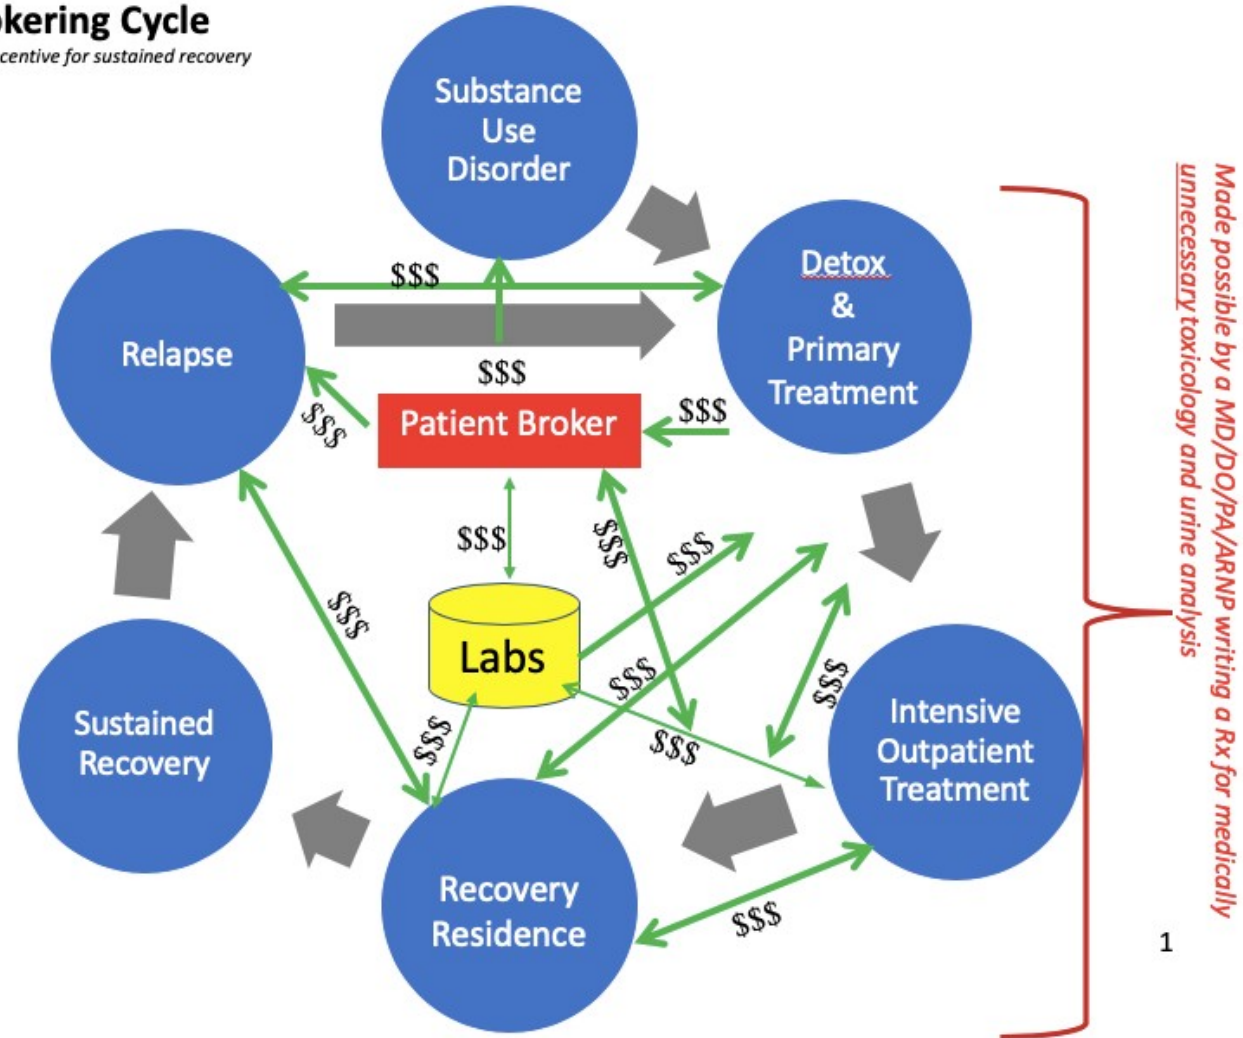 okering Cycle
centive for sustained recovery
Substance
Use
Disorder
$$$
Detox
&
Primary
Treatment
Relapse
$$$
$$$
Patient Broker
$$$
$$$
$$$
$$$
$$$
Labs
$$$
$$$
$$$
$$$
Sustained
Recovery
Intensive
Outpatient
Treatment
Recovery
Residence
$$$
Made possible by a MD/DO/PA/ARNP writing a Rx for medically
unnecessary toxicology and urine analysis
1